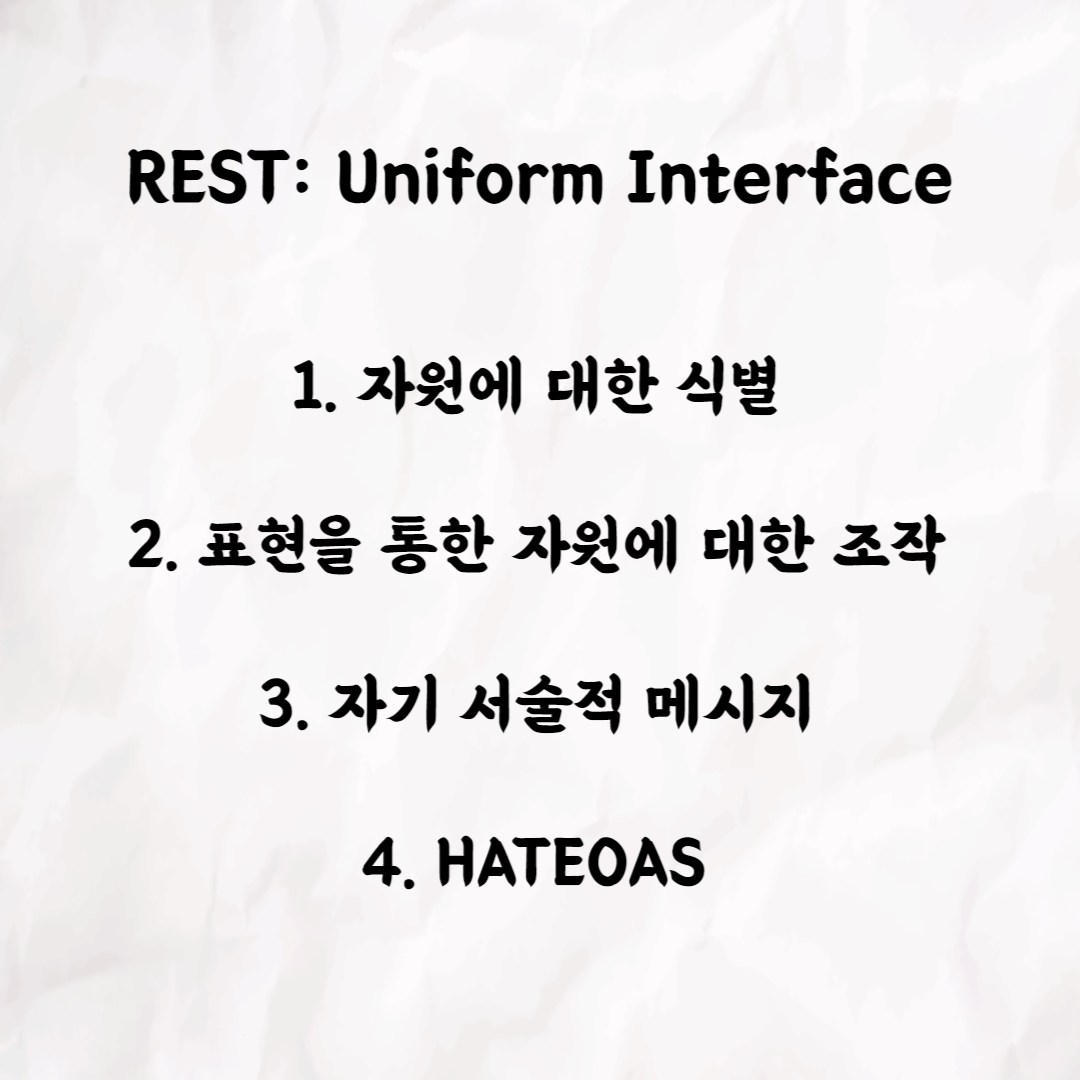 REST: Uniform Interface
1. 자원에 대한 식별
2. 표현을 통한 자원에 대한 조작
3. 자기 서술적 메시지
4. HATEOAS